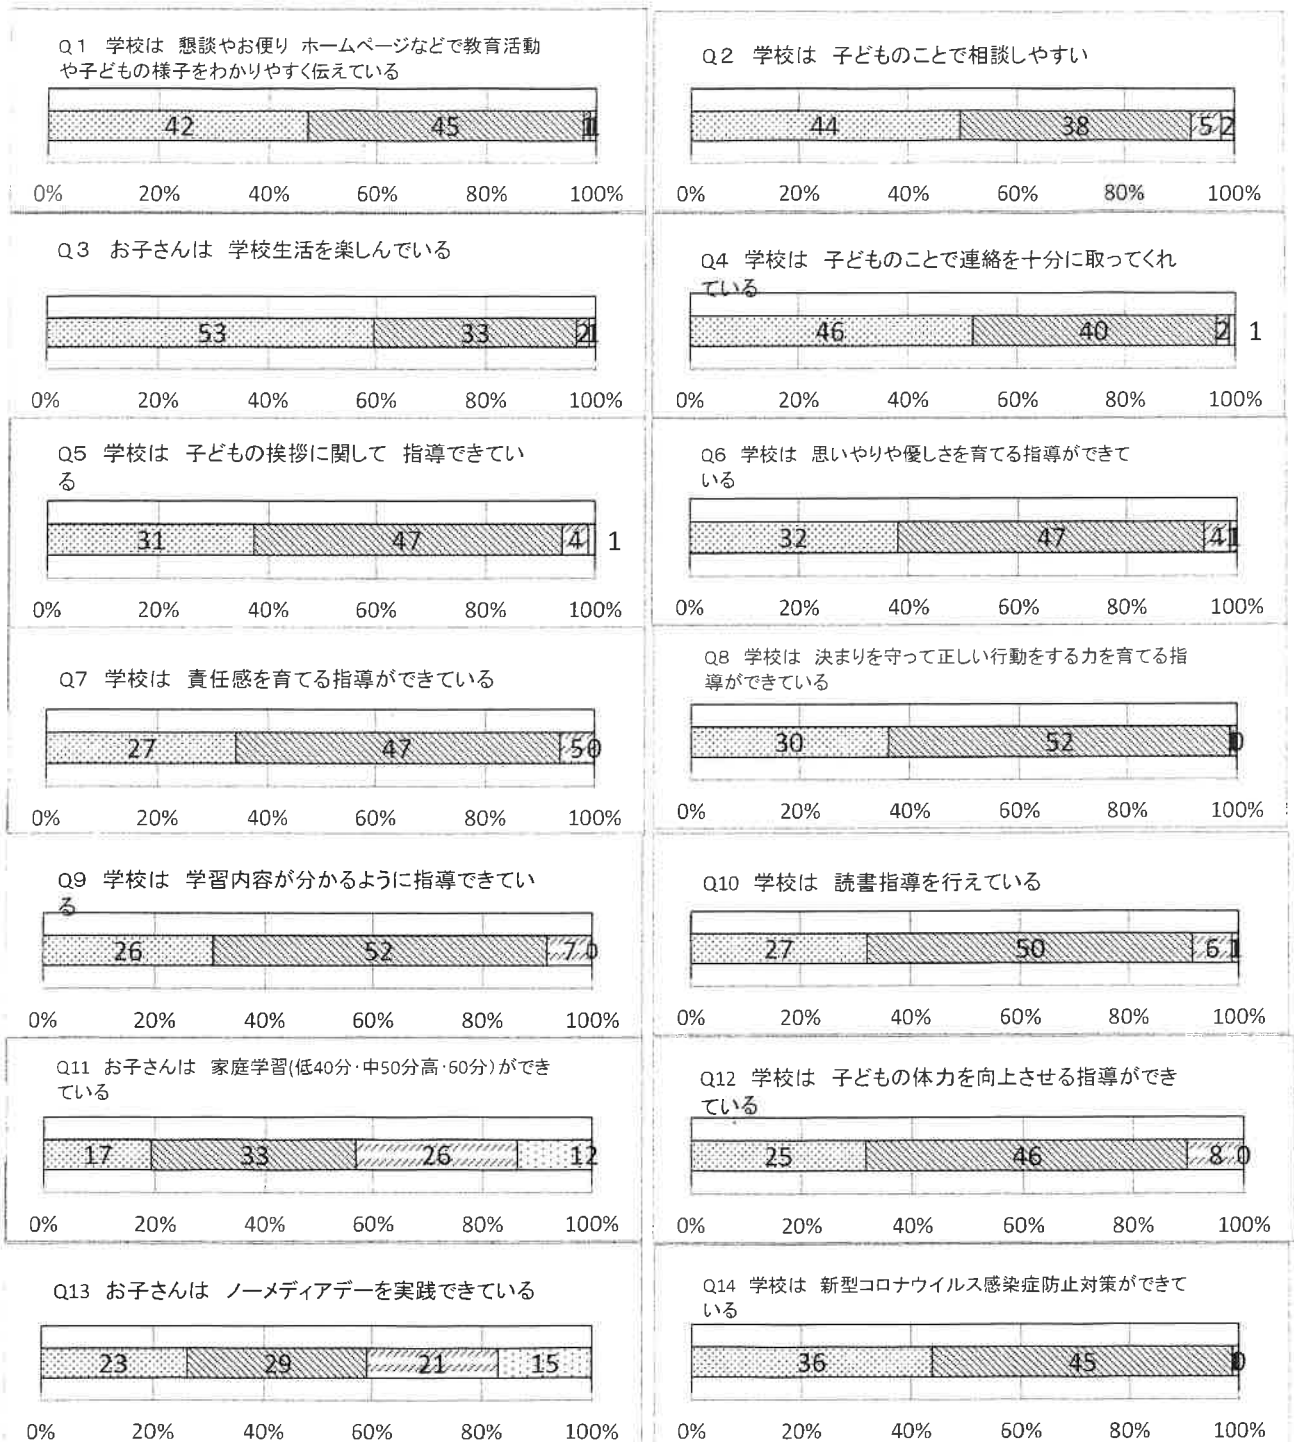 Q1 学校は 懇談やお便り ホームページなどで教育活動
や子どもの様子をわかりやすく伝えている
42 45 1 1
0% 20% 40% 60% 80% 100%
Q2 学校は 子どものことで相談しやすい
44 38 5 2
0% 20% 40% 60% 80% 100%
Q3 お子さんは 学校生活を楽しんでいる
53 33 2 1
0% 20% 40% 60% 80% 100%
Q4 学校は 子どものことで連絡を十分に取ってくれ
ている
46 40 2 1
0% 20% 40% 60% 80% 100%
Q5 学校は 子どもの挨拶に関して 指導できてい
る
31 47 4 1
0% 20% 40% 60% 80% 100%
Q6 学校は 思いやりや優しさを育てる指導ができて
いる
32 47 4 1
0% 20% 40% 60% 80% 100%
Q7 学校は 責任感を育てる指導ができている
27 47 5 0
0% 20% 40% 60% 80% 100%
Q8 学校は 決まりを守って正しい行動をする力を育てる指
導ができている
30 52 0
0% 20% 40% 60% 80% 100%
Q9 学校は 学習内容が分かるように指導できてい
る
26 52 7 0
0% 20% 40% 60% 80% 100%
Q10 学校は 読書指導を行えている
27 50 6 1
0% 20% 40% 60% 80% 100%
Q11 お子さんは 家庭学習(低40分・中50分高・60分)ができ
ている
17 33 26 12
0% 20% 40% 60% 80% 100%
Q12 学校は 子どもの体力を向上させる指導ができ
ている
25 46 8 0
0% 20% 40% 60% 80% 100%
Q13 お子さんは ノーメディアデーを実践できている
23 29 21 15
0% 20% 40% 60% 80% 100%
Q14 学校は 新型コロナウイルス感染症防止対策ができて
いる
36 45 0
0% 20% 40% 60% 80% 100%